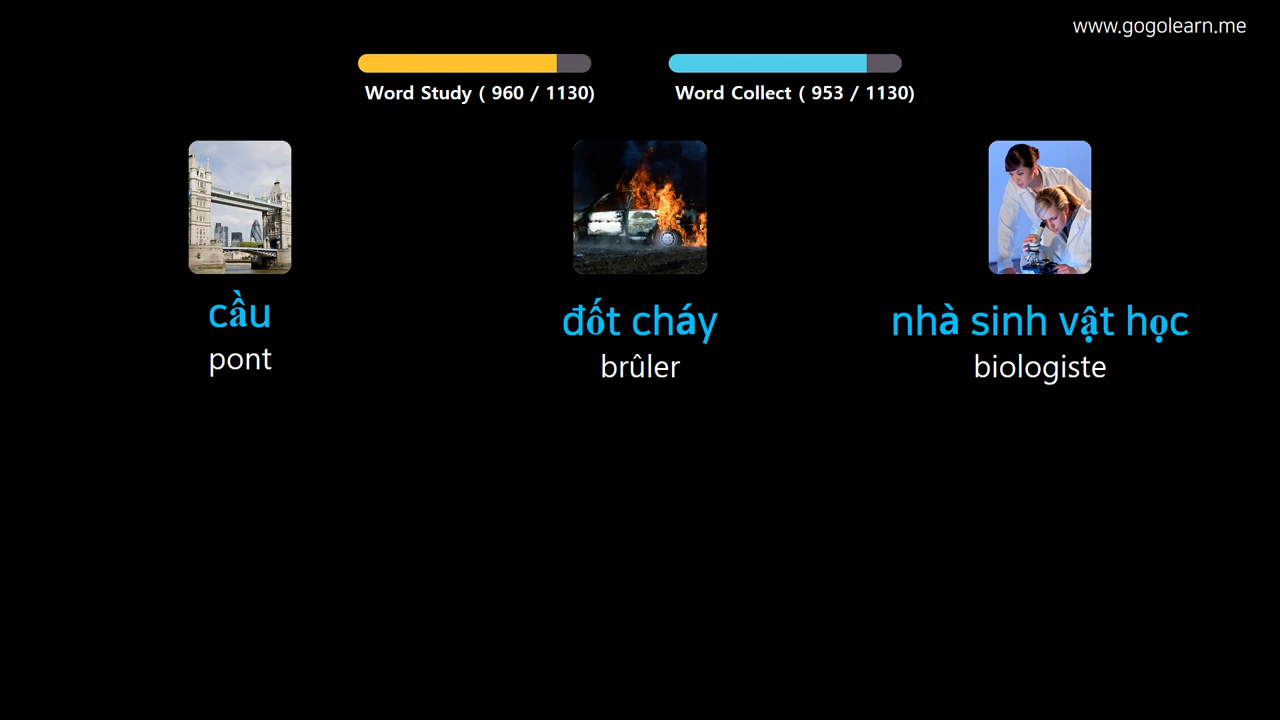 www.gogolearn.me
Word Study ( 960 / 1130)
Word Collect ( 953 / 1130)
cầu
pont
đốt cháy
brûler
nhà sinh vật học
biologiste